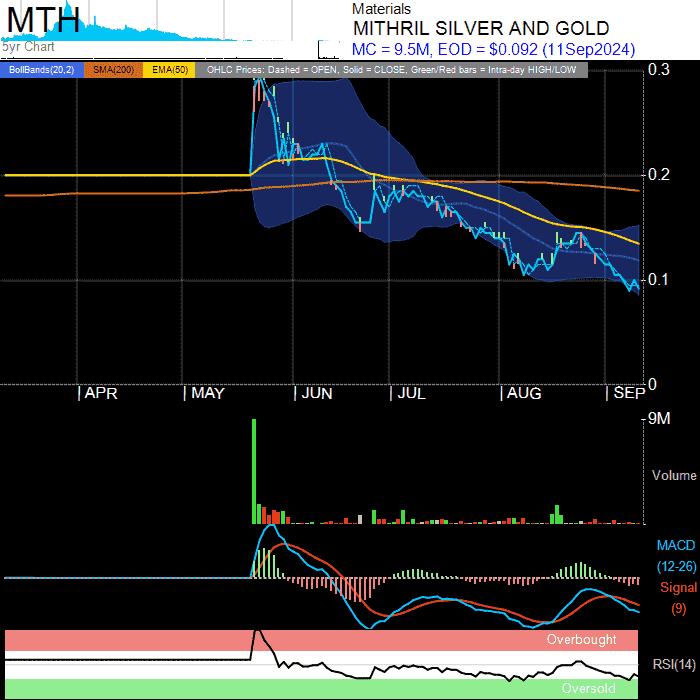 MTH
5yr Chart
Materials
MITHRIL SILVER AND GOLD
MC = 9.5M, EOD = $0.092 (11Sep2024)
BollBands(20,2) SMA(200) EMA(50) OHLC Prices: Dashed = OPEN, Solid = CLOSE, Green/Red bars = Intra-day HIGH/LOW
0.3
0.2
0.1
0
APR MAY JUN JUL AUG SEP
9M
Volume
MACD
(12-26)
Signal
(9)
Overbought
RSI(14)
Oversold